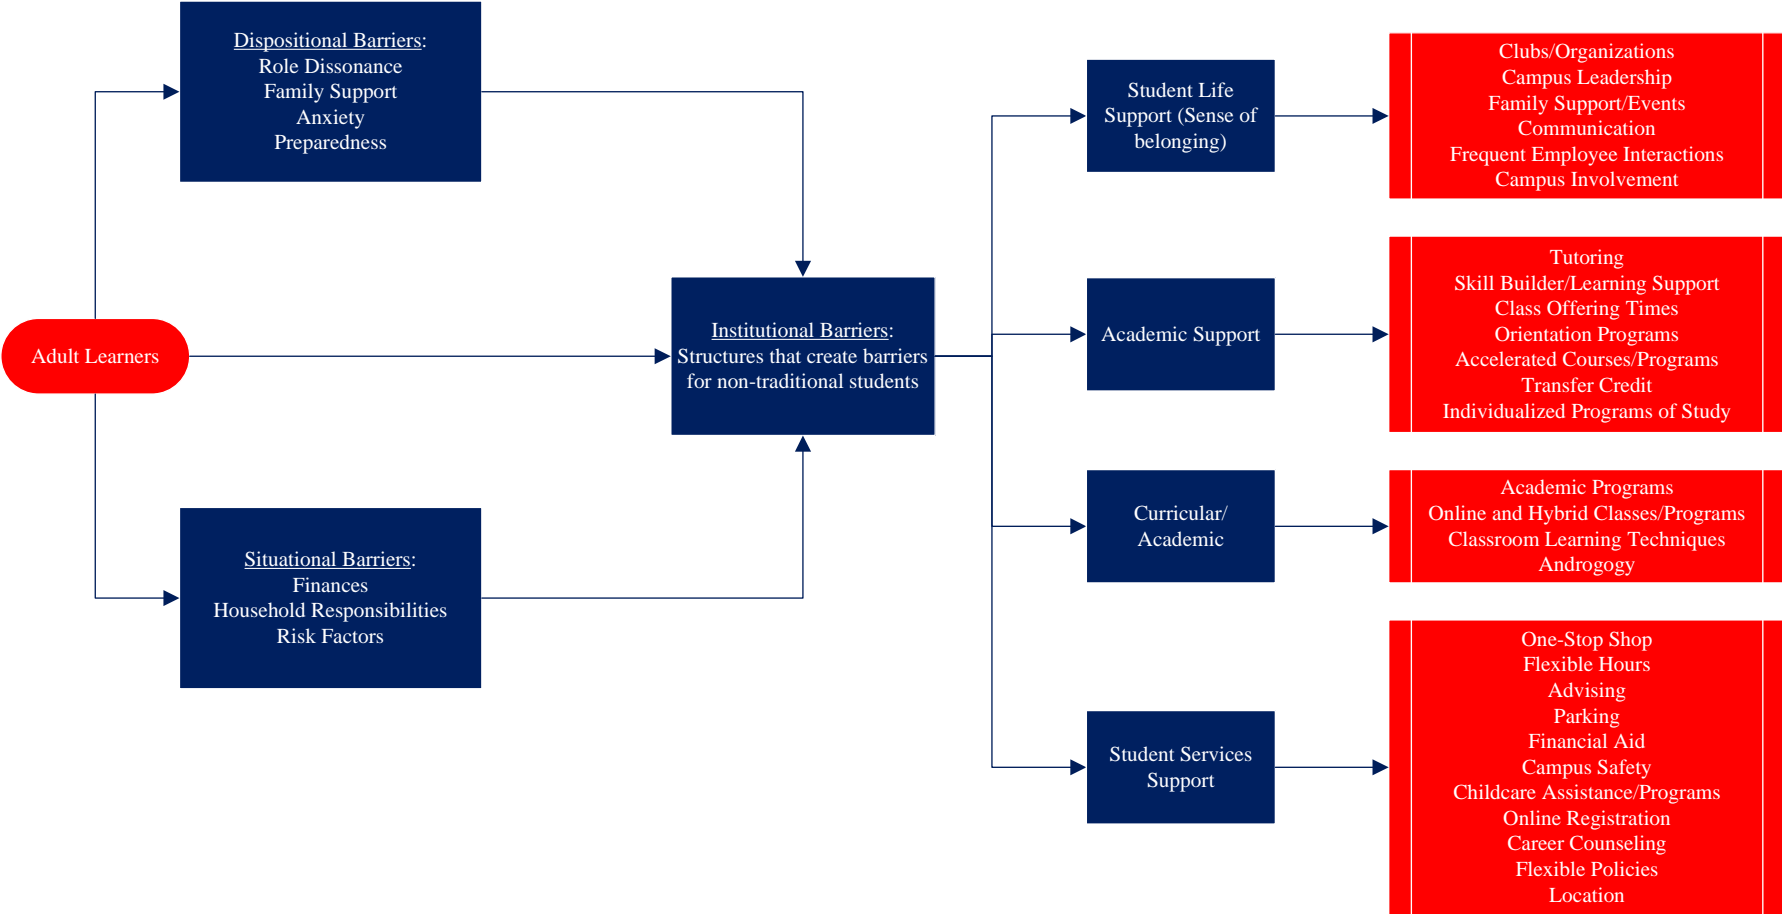 Dispositional Barriers:
Role Dissonance
Family Support
Anxiety
Preparedness
Adult Learners
Situational Barriers:
Finances
Household Responsibilities
Risk Factors
Institutional Barriers:
Structures that create barriers
for non-traditional students
Student Life
Support (Sense of
belonging)
Clubs/Organizations
Campus Leadership
Family Support/Events
Communication
Frequent Employee Interactions
Campus Involvement
Academic Support
Tutoring
Skill Builder/Learning Support
Class Offering Times
Orientation Programs
Accelerated Courses/Programs
Transfer Credit
Individualized Programs of Study
Curricular/
Academic
Academic Programs
Online and Hybrid Classes/Programs
Classroom Learning Techniques
Androgogy
Student Services
Support
One-Stop Shop
Flexible Hours
Advising
Parking
Financial Aid
Campus Safety
Childcare Assistance/Programs
Online Registration
Career Counseling
Flexible Policies
Location